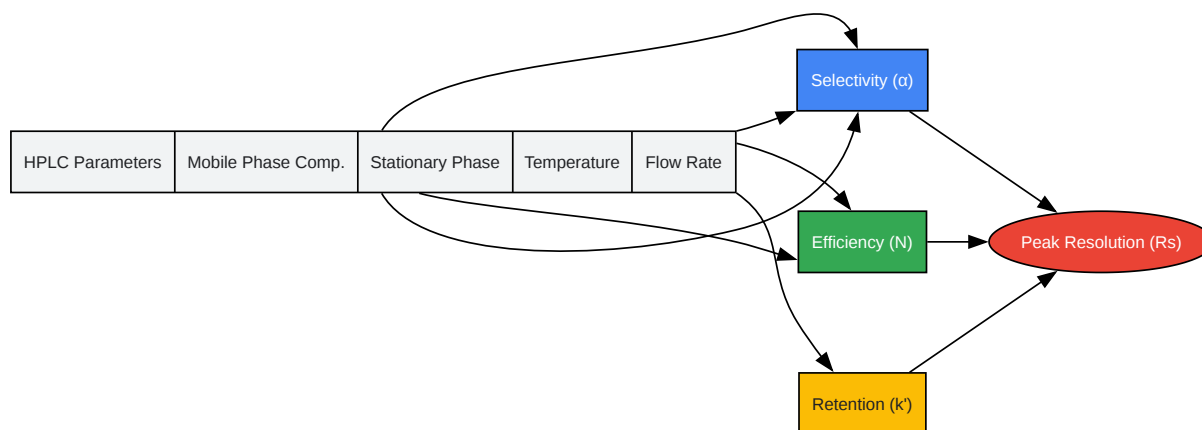 HPLC Parameters
Mobile Phase Comp.
Stationary Phase
Temperature
Flow Rate
Selectivity (α)
Efficiency (N)
Retention (k')
Peak Resolution (Rs)